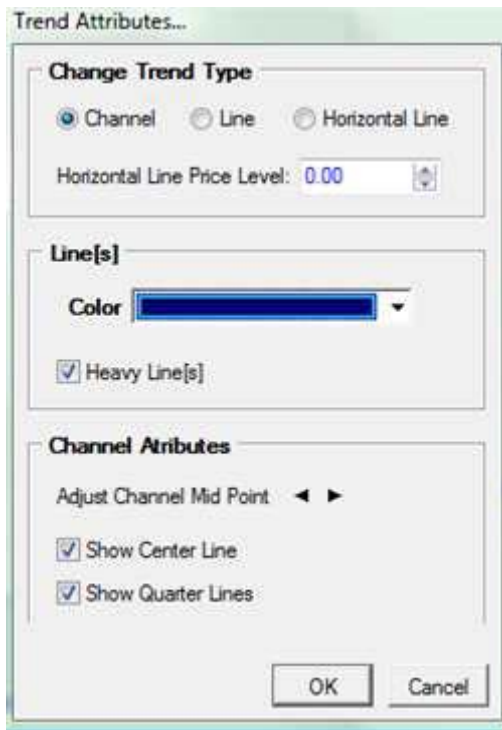 Trend Attributes...
Change Trend Type
Channel Line Horizontal Line
Horizontal Line Price Level: 0.00
Line[s]
Color
Heavy Line[s]
Channel Atributes
Adjust Channel Mid Point
Show Center Line
Show Quarter Lines
OK Cancel